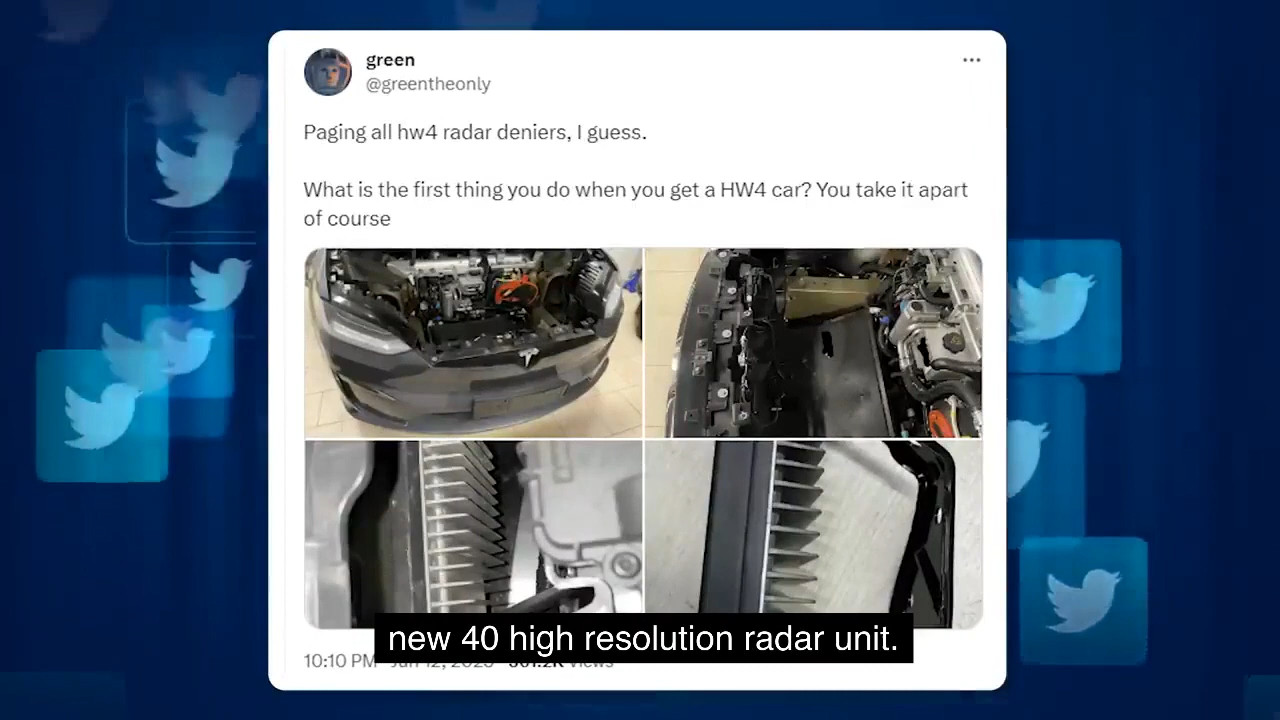 green
@greentheonly
Paging all hw4 radar deniers, I guess.
What is the first thing you do when you get a HW4 car? You take it apart
of course
new 40 high resolution radar unit.
10:10 PM